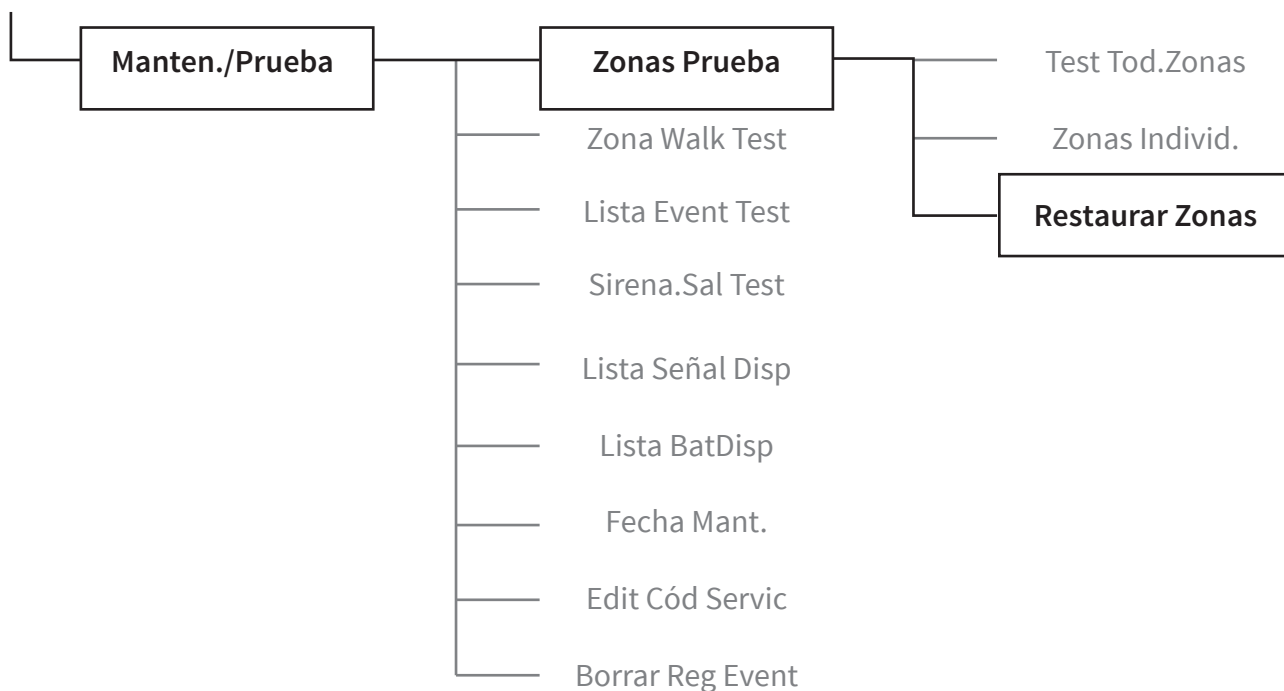 Manten./Prueba
Zonas Prueba
Test Tod.Zonas
Zona Walk Test
Zonas Individ.
Lista Event Test
Restaurar Zonas
Sirena.Sal Test
Lista Señal Disp
Lista BatDisp
Fecha Mant.
Edit Cód Servic
Borrar Reg Event